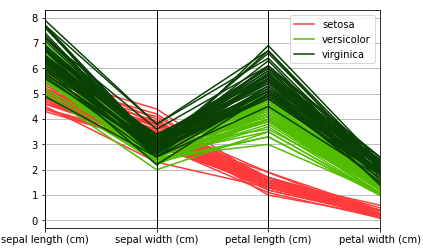 8
7
6
5
4
3
2
1
0
setosa
versicolor
virginica
sepal length (cm) sepal width (cm) petal length (cm) petal width (cm)